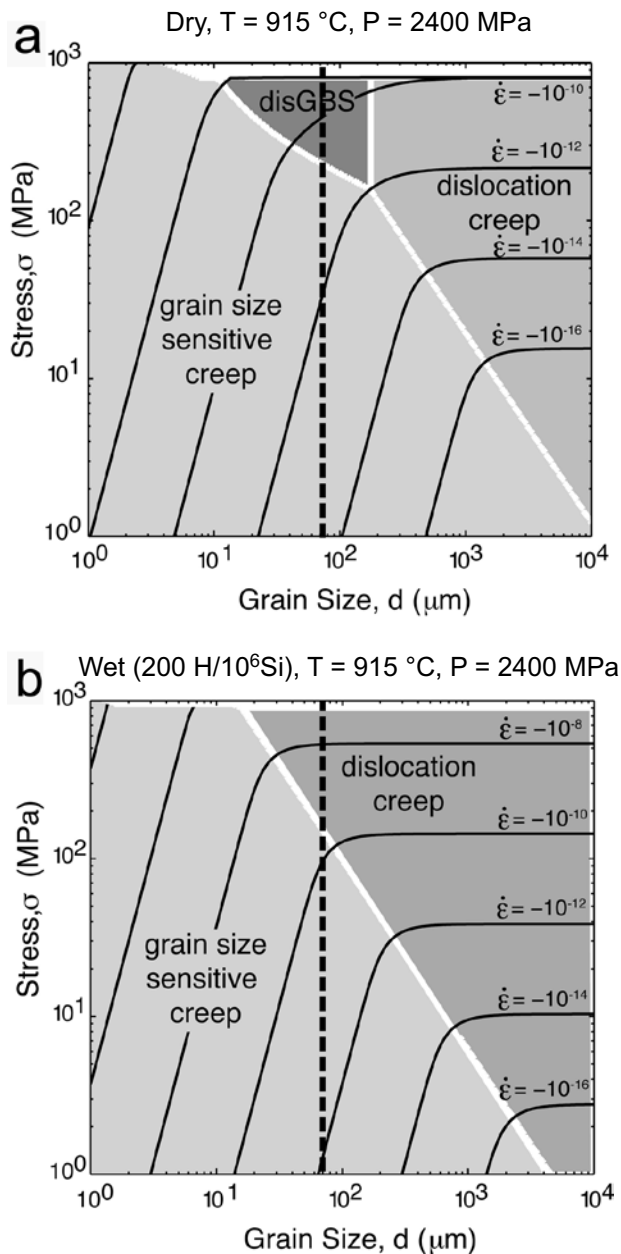 a
Dry, T = 915 °C, P = 2400 MPa
10³
disGBS
ε̇ = −10⁻¹⁰
ε̇ = −10⁻¹²
dislocation
creep
10²
ε̇ = −10⁻¹⁴
grain size
sensitive
creep
ε̇ = −10⁻¹⁶
10¹
10⁰
Stress,σ (MPa)
10⁰ 10¹ 10² 10³ 10⁴
Grain Size, d (μm)
b
Wet (200 H/10⁶Si), T = 915 °C, P = 2400 MPa
10³
ε̇ = −10⁻⁸
dislocation
creep
ε̇ = −10⁻¹⁰
10²
ε̇ = −10⁻¹²
grain size
sensitive
creep
10¹
ε̇ = −10⁻¹⁴
ε̇ = −10⁻¹⁶
10⁰
Stress,σ (MPa)
10⁰ 10¹ 10² 10³ 10⁴
Grain Size, d (μm)